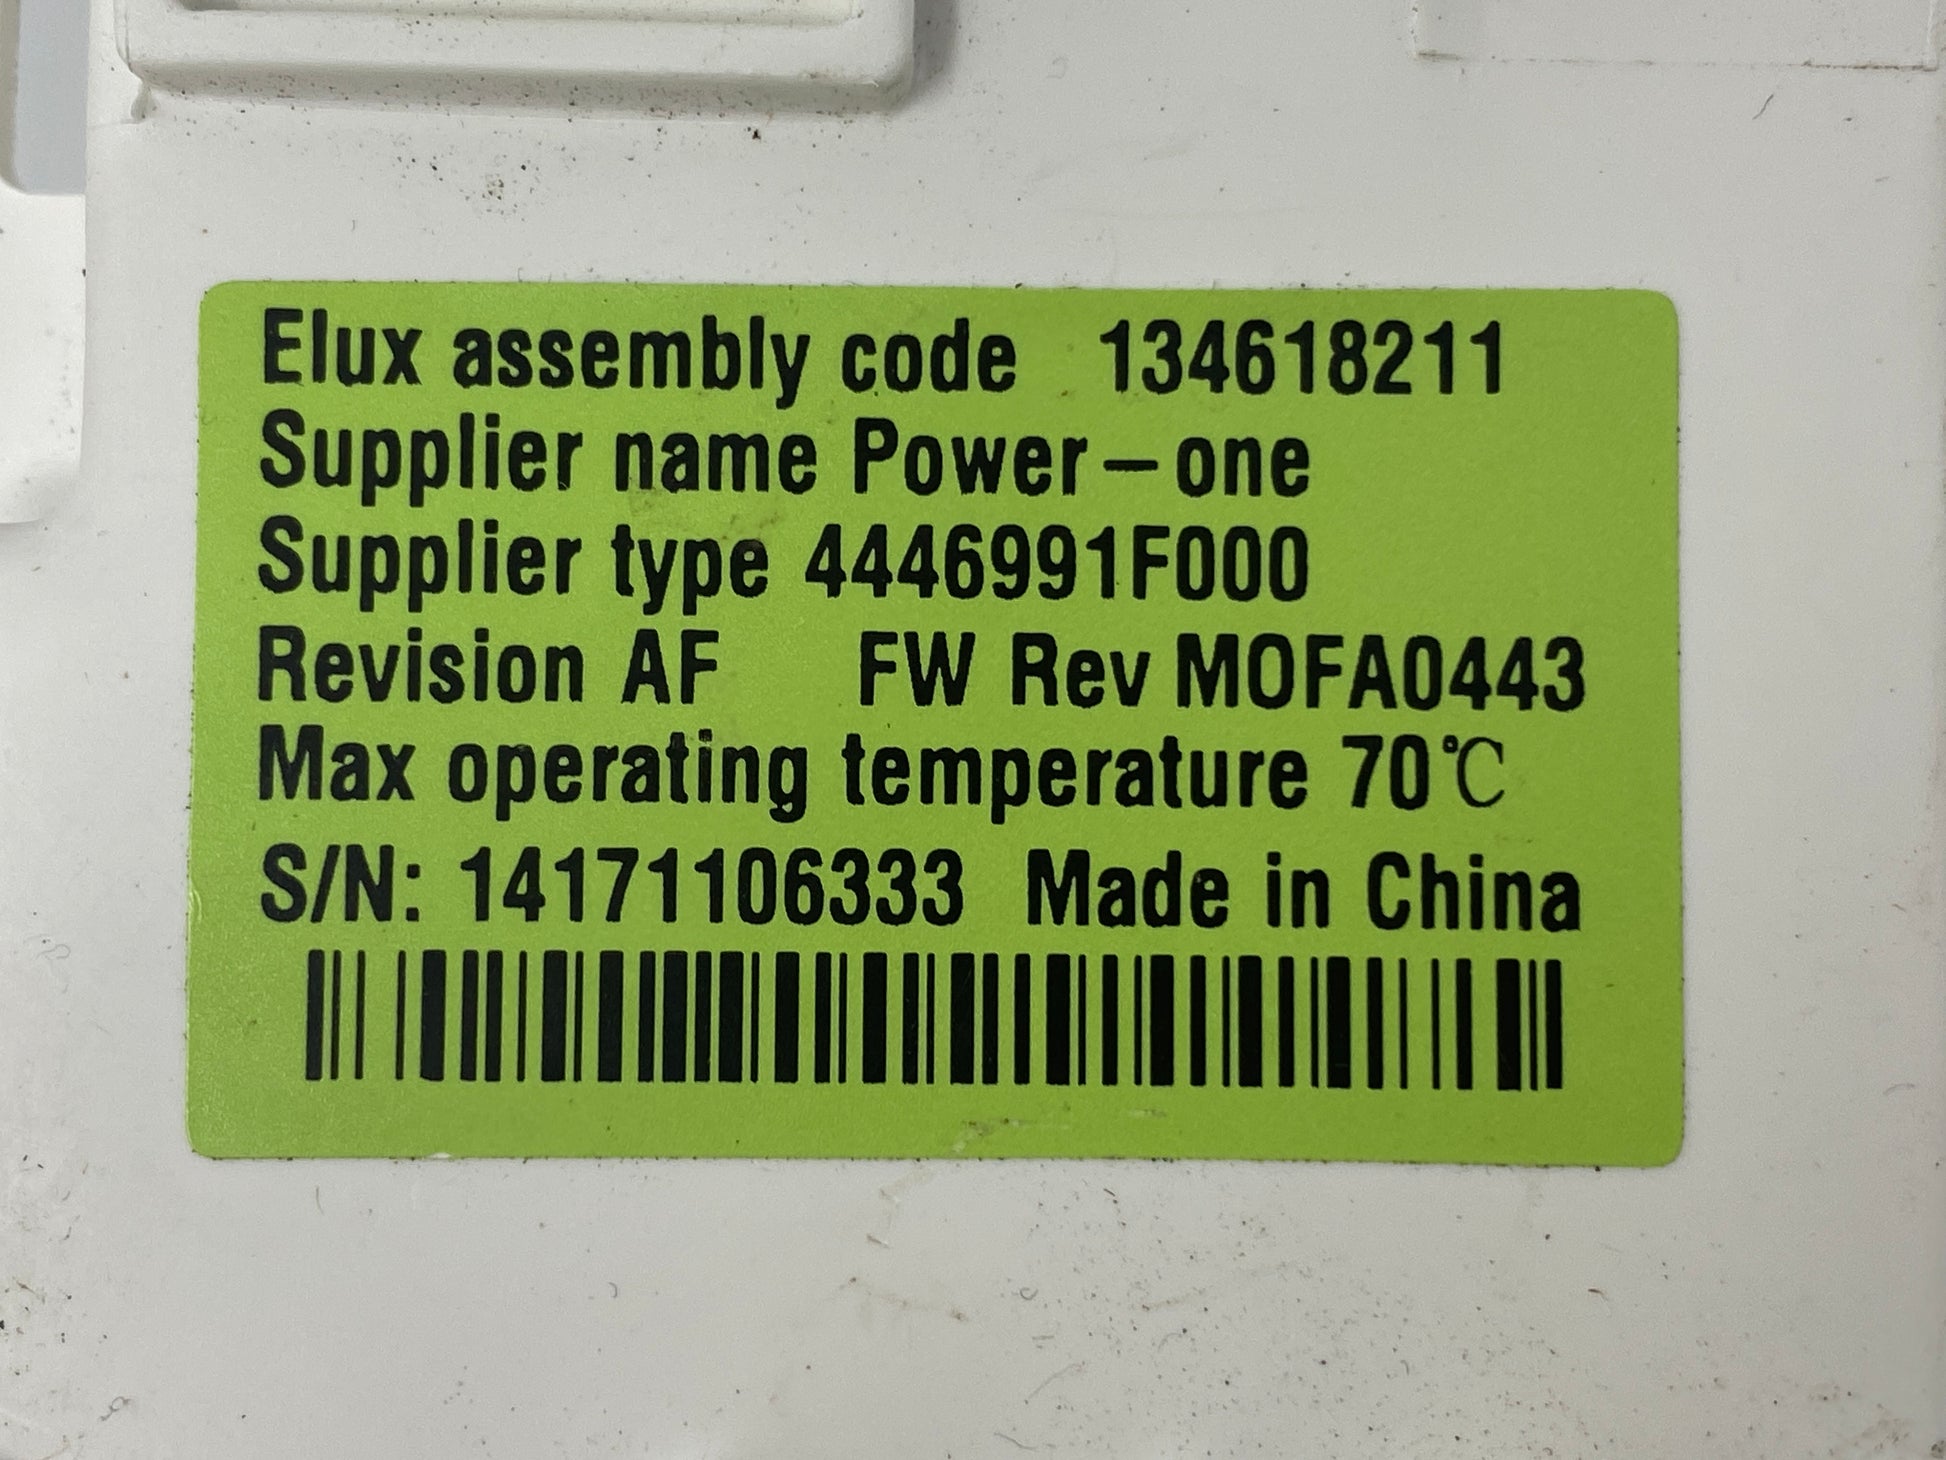 Elux assembly code 134618211
Supplier name Power-one
Supplier type 4446991F000
Revision AF FW Rev MOFA0443
Max operating temperature 70℃
S/N: 14171106333 Made in China